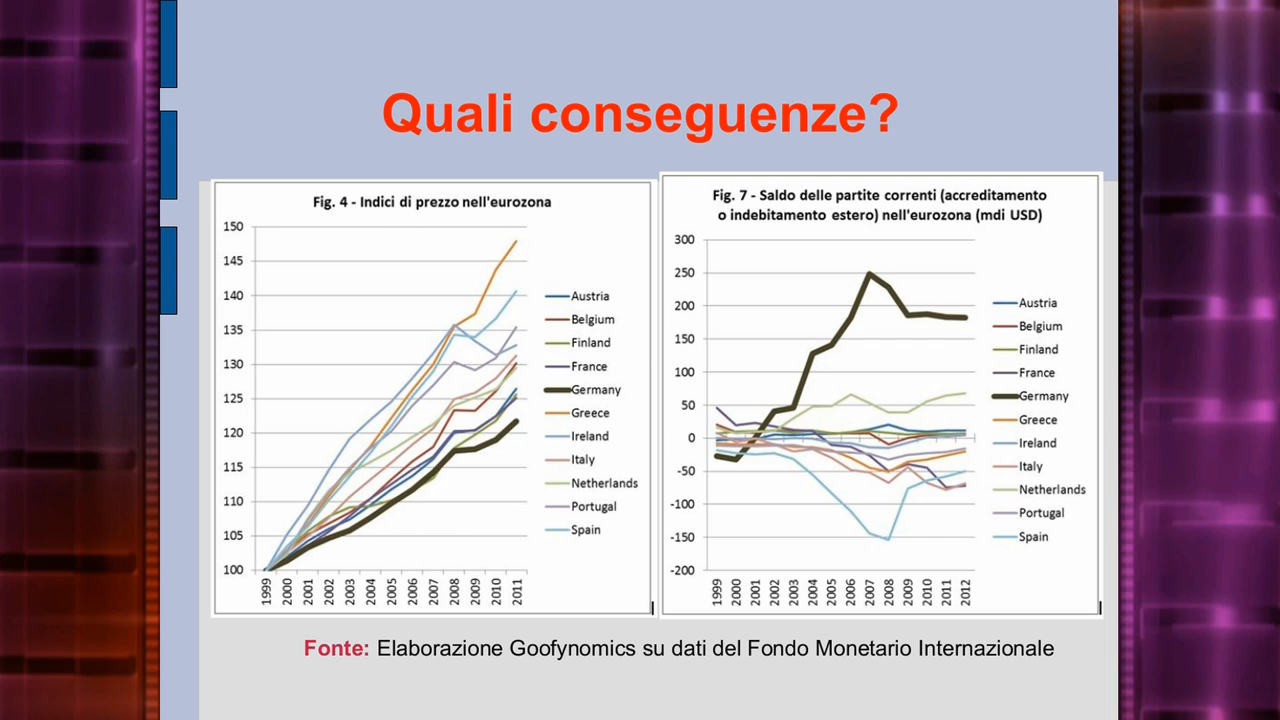 Quali conseguenze?
Fig. 4 - Indici di prezzo nell'eurozona
150
145
140
135
130
125
120
115
110
105
100
1999
2000
2001
2002
2003
2004
2005
2006
2007
2008
2009
2010
2011
Austria
Belgium
Finland
France
Germany
Greece
Ireland
Italy
Netherlands
Portugal
Spain
Fig. 7 - Saldo delle partite correnti (accreditamento
o indebitamento estero) nell'eurozona (mdi USD)
300
250
200
150
100
50
0
-50
-100
-150
-200
1999
2000
2001
2002
2003
2004
2005
2006
2007
2008
2009
2010
2011
2012
Austria
Belgium
Finland
France
Germany
Greece
Ireland
Italy
Netherlands
Portugal
Spain
Fonte: Elaborazione Goofynomics su dati del Fondo Monetario Internazionale